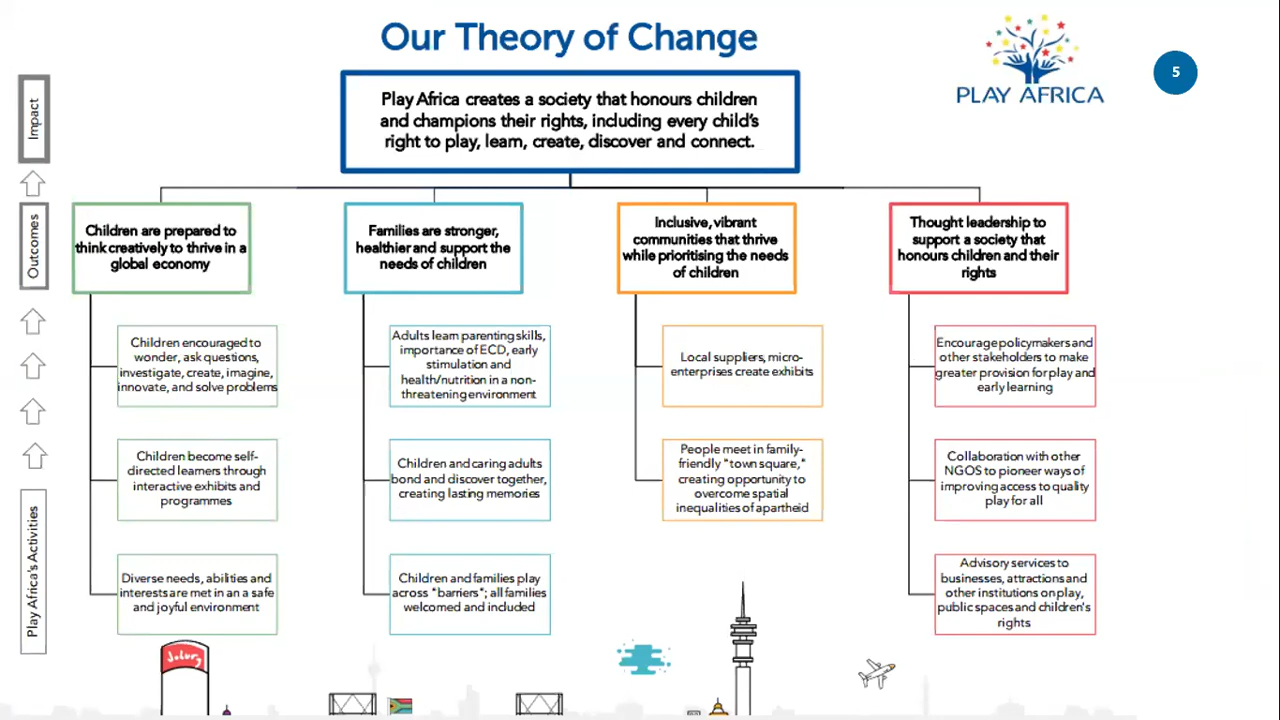 Our Theory of Change
PLAY AFRICA
5
Impact
Play Africa creates a society that honours children
and champions their rights, including every child's
right to play, learn, create, discover and connect.
Outcomes
Children are prepared to
think creatively to thrive in a
global economy
Families are stronger,
healthier and support the
needs of children
Inclusive, vibrant
communities that thrive
while prioritising the needs
of children
Thought leadership to
support a society that
honours children and their
rights
Play Africa's Activities
Children encouraged to
wonder, ask questions,
investigate, create, imagine,
innovate, and solve problems
Children become self-
directed learners through
interactive exhibits and
programmes
Diverse needs, abilities and
interests are met in an a safe
and joyful environment
Adults learn parenting skills,
importance of ECD, early
stimulation and
health/nutrition in a non-
threatening environment
Children and caring adults
bond and discover together,
creating lasting memories
Children and families play
across "barriers"; all families
welcomed and included
Local suppliers, micro-
enterprises create exhibits
People meet in family-
friendly "town square,"
creating opportunity to
overcome spatial
inequalities of apartheid
Encourage policymakers and
other stakeholders to make
greater provision for play and
early learning
Collaboration with other
NGOS to pioneer ways of
improving access to quality
play for all
Advisory services to
businesses, attractions and
other institutions on play,
public spaces and children's
rights
Joburg